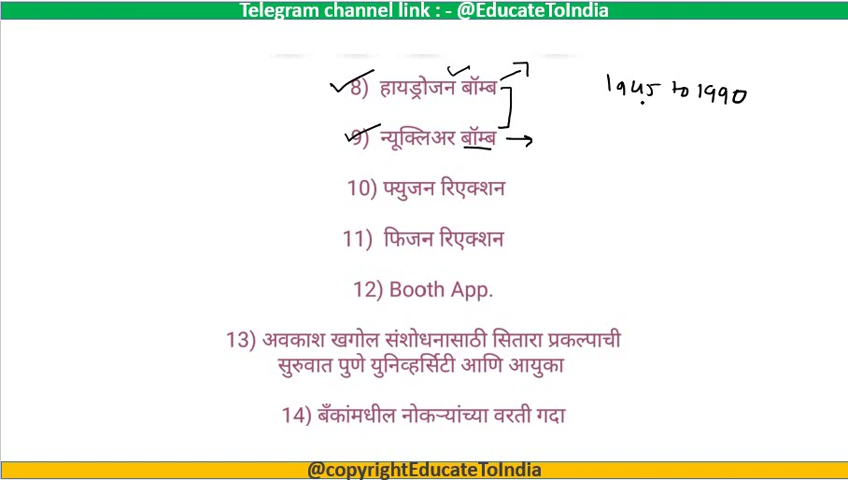 Telegram channel link : - @EducateToIndia
8) हायड्रोजन बॉम्ब
1945 to 1990
9) न्यूक्लिअर बॉम्ब
10) फ्युजन रिएक्शन
11) फिजन रिएक्शन
12) Booth App.
13) अवकाश खगोल संशोधनासाठी सितारा प्रकल्पाची
सुरुवात पुणे युनिव्हर्सिटी आणि आयुका
14) बँकांमधील नोकऱ्यांच्या वरती गदा
@copyrightEducateToIndia